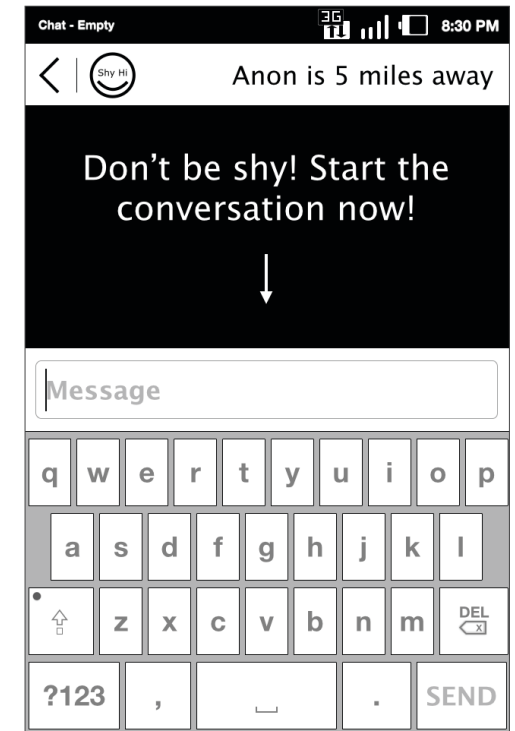 Chat - Empty 3G 8:30 PM
Shy Hi Anon is 5 miles away
Don't be shy! Start the
conversation now!
Message
q w e r t y u i o p
a s d f g h j k l
z x c v b n m DEL
X
?123 , . SEND